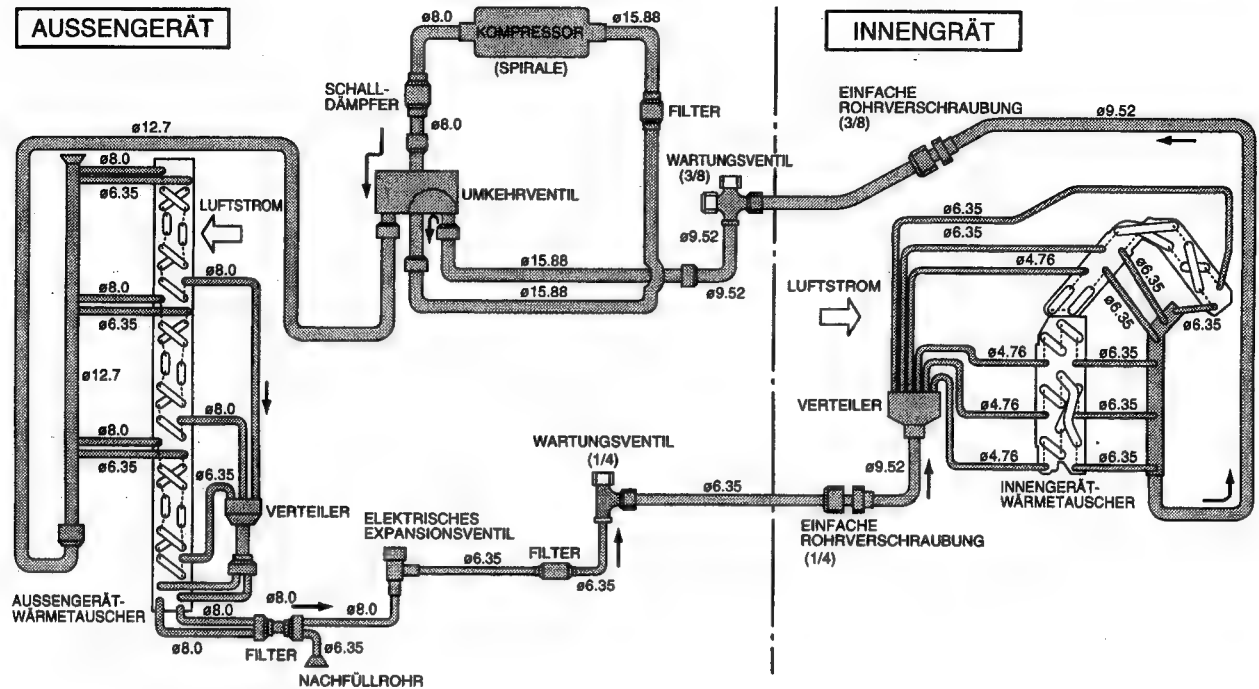 AUSSENGERÄT
ø8.0
KOMPRESSOR
(SPIRALE)
ø15.88
INNENGRÄT
SCHALL-
DÄMPFER
ø8.0
FILTER
EINFACHE
ROHRVERSCHRAUBUNG
(3/8)
ø9.52
ø12.7
WARTUNGSVENTIL
(3/8)
UMKEHRVENTIL
ø8.0
ø6.35
LUFTSTROM
ø8.0
ø9.52
ø15.88
ø15.88
ø9.52
ø6.35
ø6.35
ø4.76
LUFTSTROM
ø6.35
ø6.35
ø6.35
ø8.0
ø6.35
ø12.7
ø8.0
ø4.76
ø6.35
VERTEILER
ø4.76
ø6.35
ø8.0
ø6.35
ø6.35
WARTUNGSVENTIL
(1/4)
ø9.52
ø4.76
ø6.35
INNENGERÄT-
WÄRMETAUSCHER
VERTEILER
ELEKTRISCHES
EXPANSIONSVENTIL
ø6.35
EINFACHE
ROHRVERSCHRAUBUNG
(1/4)
ø6.35
FILTER
ø6.35
AUSSENGERÄT-
WÄRMETAUSCHER
ø8.0
ø8.0
ø8.0
ø8.0
FILTER
ø6.35
NACHFÜLLROHR